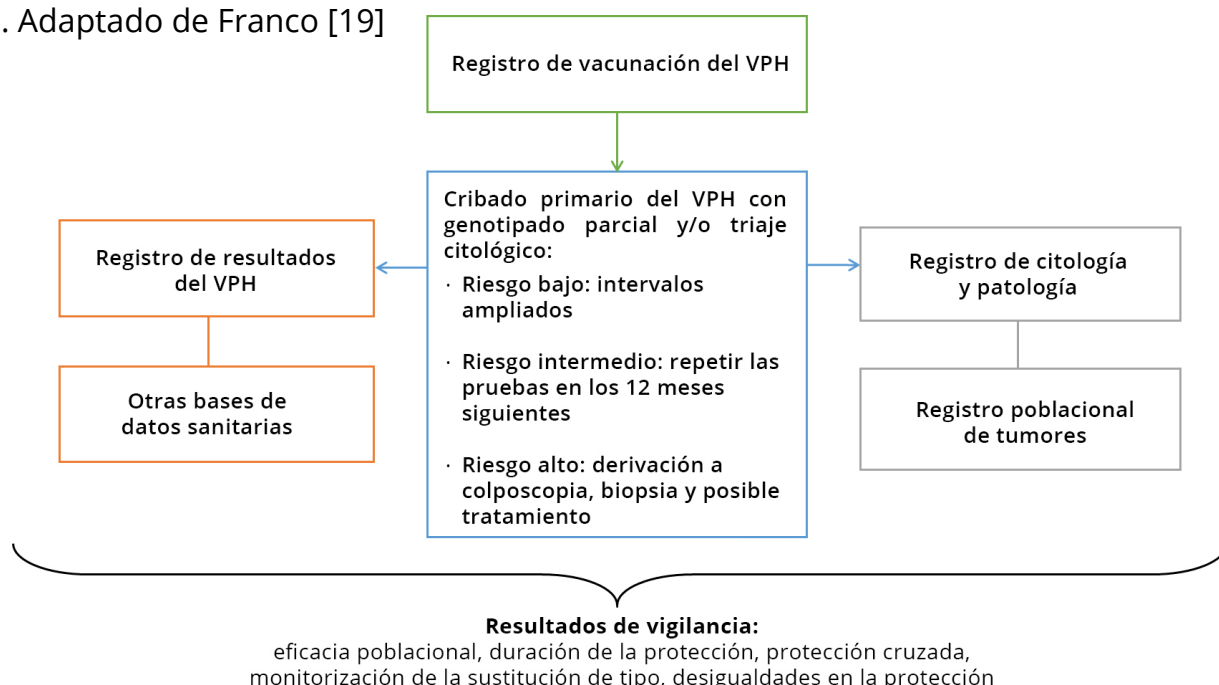 . Adaptado de Franco [19]
Registro de vacunación del VPH
Cribado primario del VPH con
genotipado parcial y/o triaje
citológico:
· Riesgo bajo: intervalos
ampliados
· Riesgo intermedio: repetir las
pruebas en los 12 meses
siguientes
· Riesgo alto: derivación a
colposcopia, biopsia y posible
tratamiento
Registro de resultados
del VPH
Otras bases de
datos sanitarias
Registro de citología
y patología
Registro poblacional
de tumores
Resultados de vigilancia:
eficacia poblacional, duración de la protección, protección cruzada,
monitorización de la sustitución de tipo, desigualdades en la protección